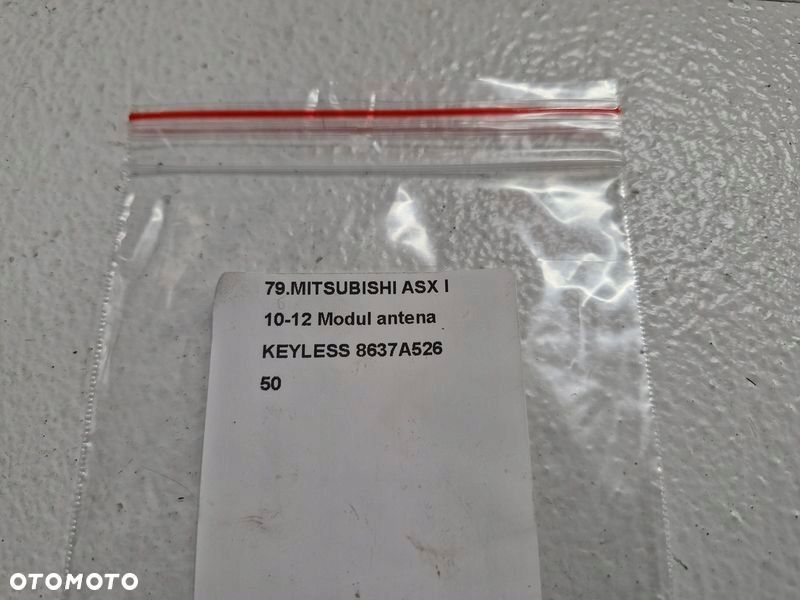 79.MITSUBISHI ASX I
10-12 Modul antena
KEYLESS 8637A526
50
OTOMOTO